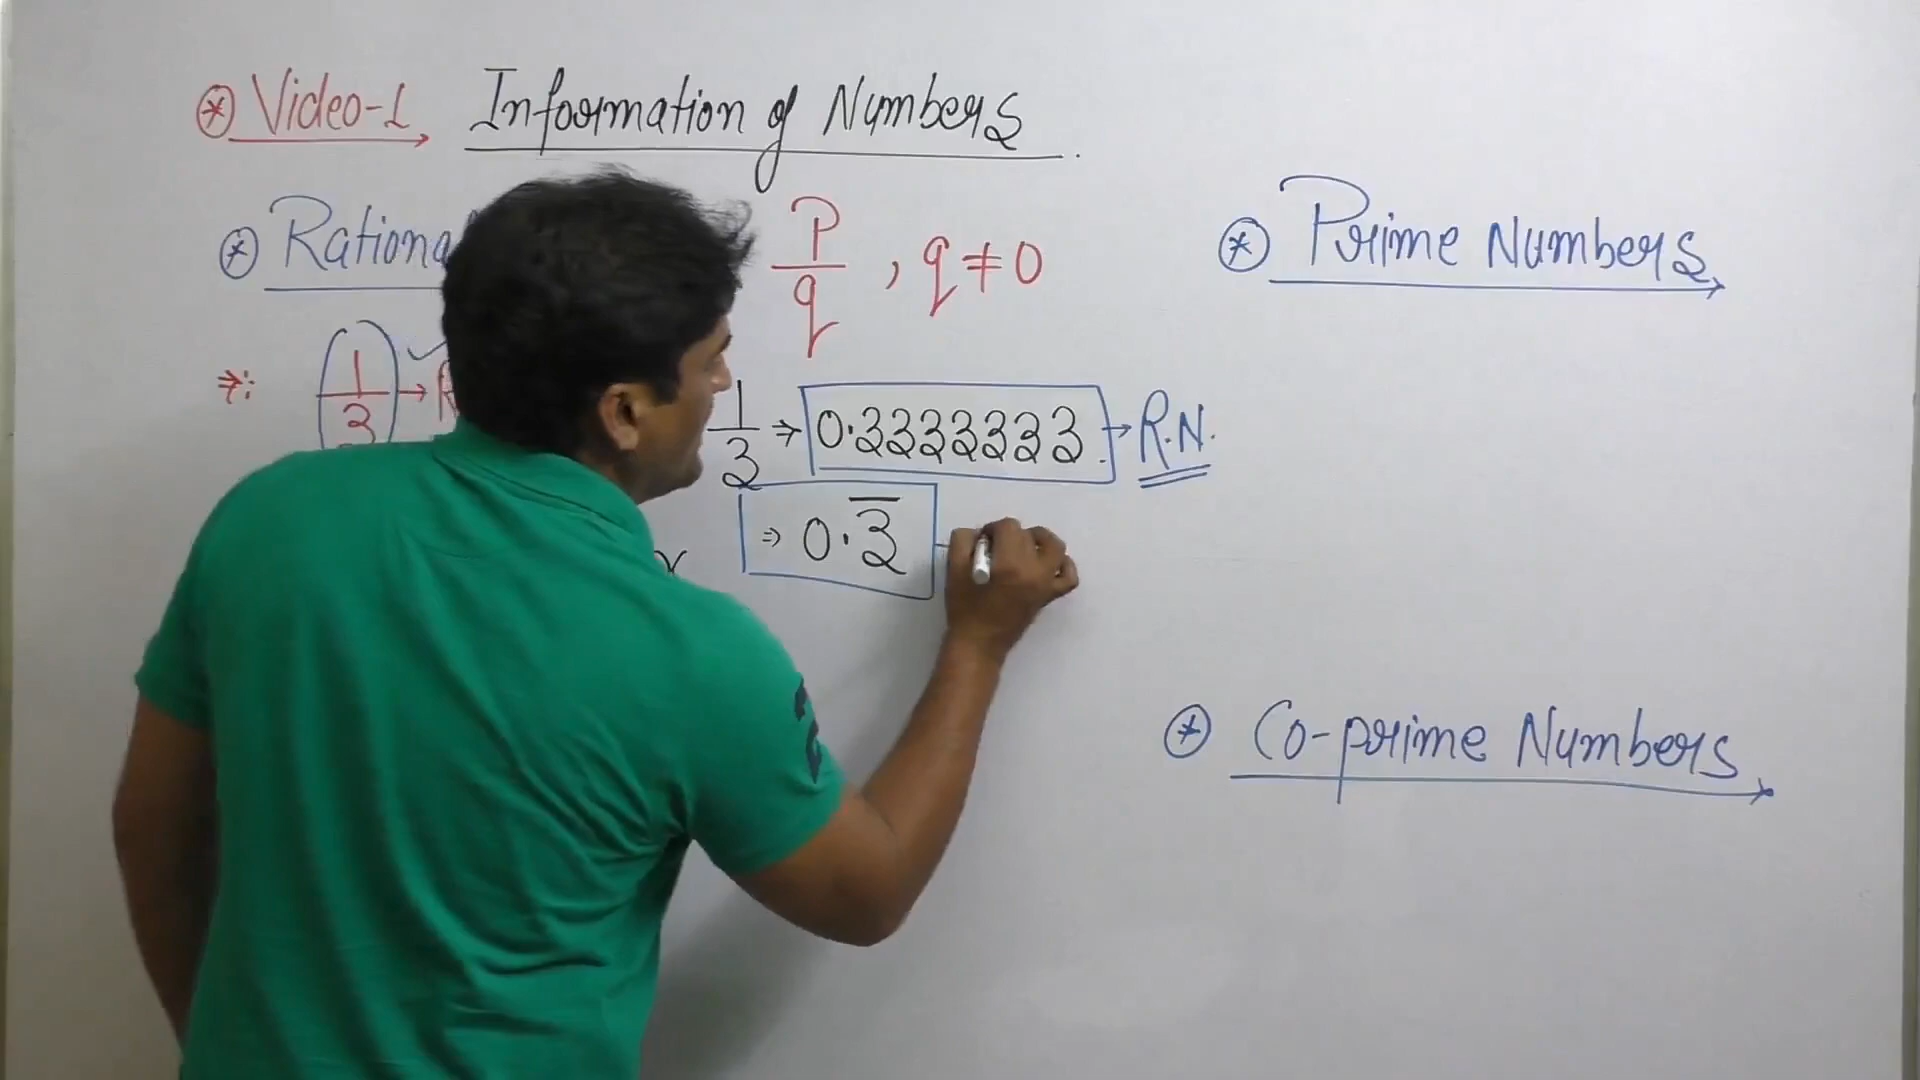 ⊛ Video-1 Information of Numbers.
⊛ Rationa
P/q , q ≠ 0
⇒: 1/3 →
1/3 ⇒ 0.3333333. → R.N.
⇒ 0.3̅
⊛ Prime Numbers
⊛ Co-prime Numbers